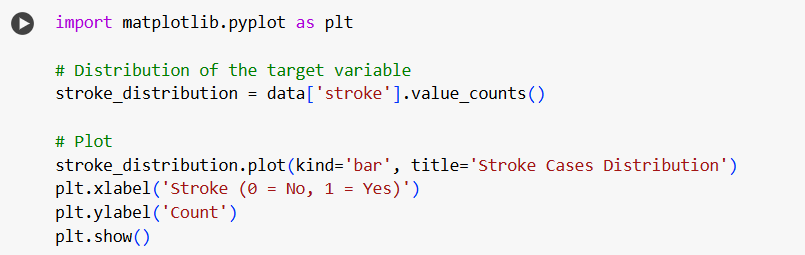 import matplotlib.pyplot as plt
# Distribution of the target variable
stroke_distribution = data['stroke'].value_counts()
# Plot
stroke_distribution.plot(kind='bar', title='Stroke Cases Distribution')
plt.xlabel('Stroke (0 = No, 1 = Yes)')
plt.ylabel('Count')
plt.show()